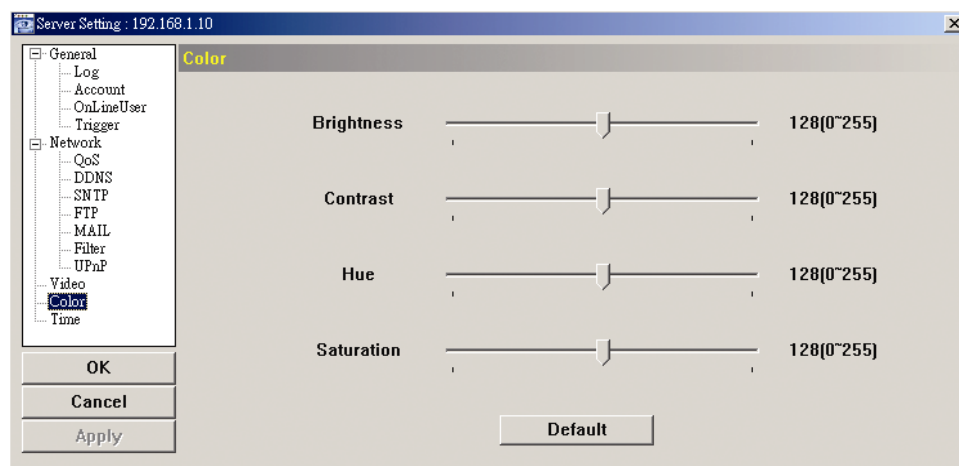 Server Setting : 192.168.1.10
General
Log
Account
OnLineUser
Trigger
Network
QoS
DDNS
SNTP
FTP
MAIL
Filter
UPnP
Video
Color
Time
OK
Cancel
Apply
Color
Brightness 128(0~255)
Contrast 128(0~255)
Hue 128(0~255)
Saturation 128(0~255)
Default